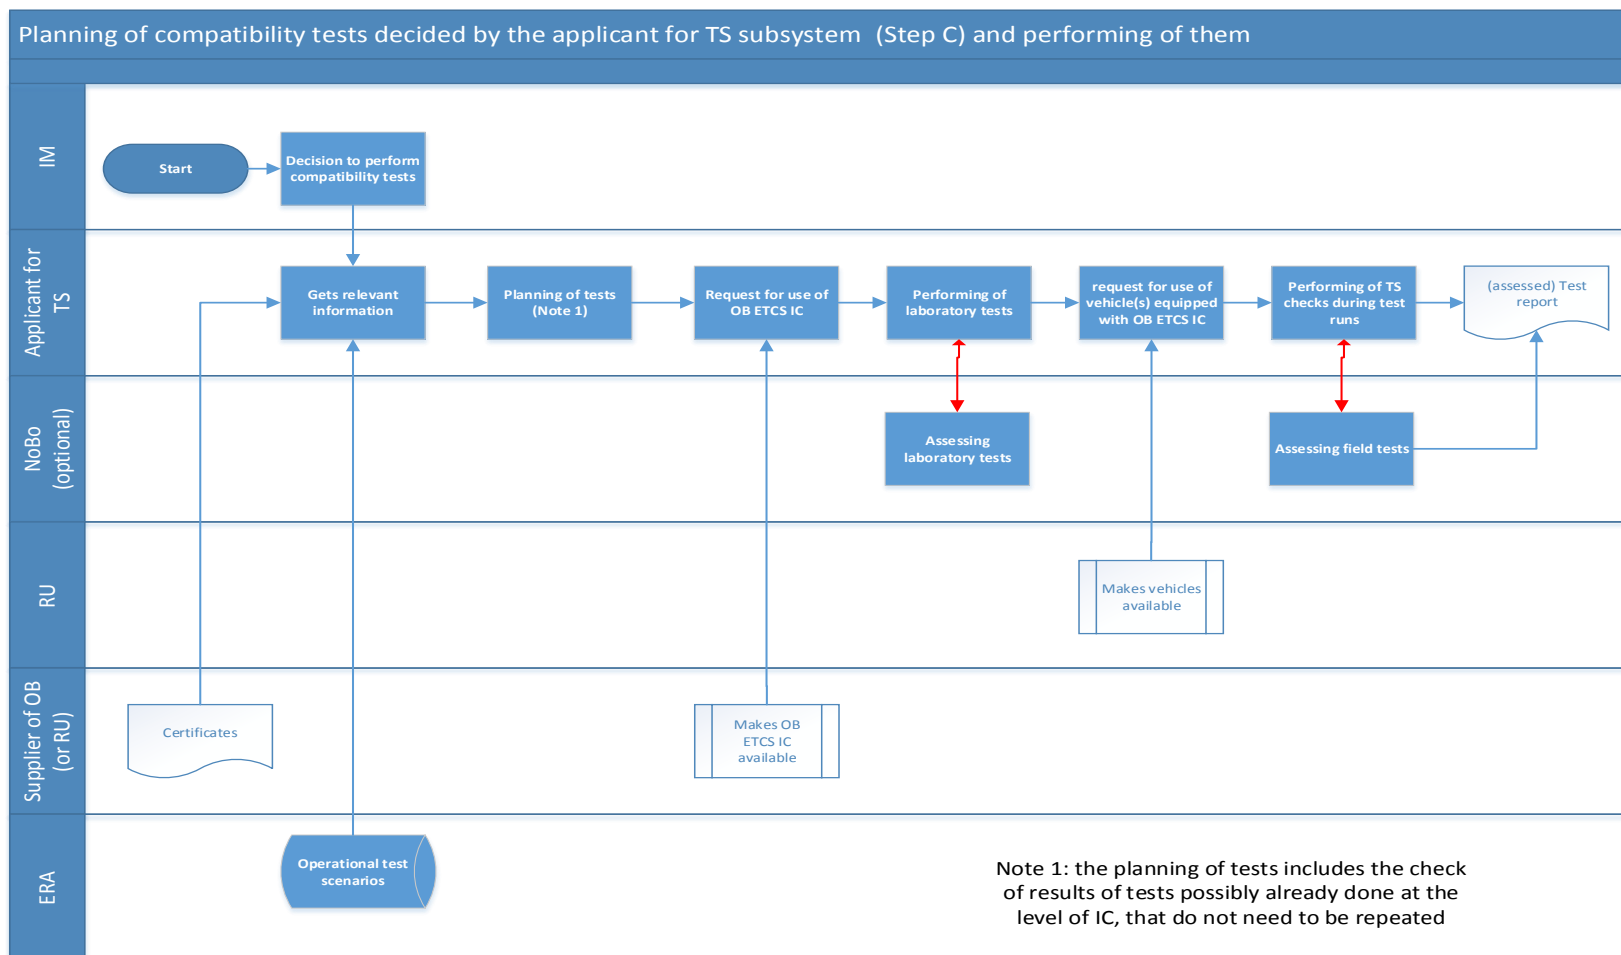 Planning of compatibility tests decided by the applicant for TS subsystem (Step C) and performing of them
IM
Start
Decision to perform
compatibility tests
Applicant for
TS
Gets relevant
information
Planning of tests
(Note 1)
Request for use of
OB ETCS IC
Performing of
laboratory tests
request for use of
vehicle(s) equipped
with OB ETCS IC
Performing of TS
checks during test
runs
(assessed) Test
report
NoBo
(optional)
Assessing
laboratory tests
Assessing field tests
RU
Makes vehicles
available
Supplier of OB
(or RU)
Certificates
Makes OB
ETCS IC
available
ERA
Operational test
scenarios
Note 1: the planning of tests includes the check
of results of tests possibly already done at the
level of IC, that do not need to be repeated